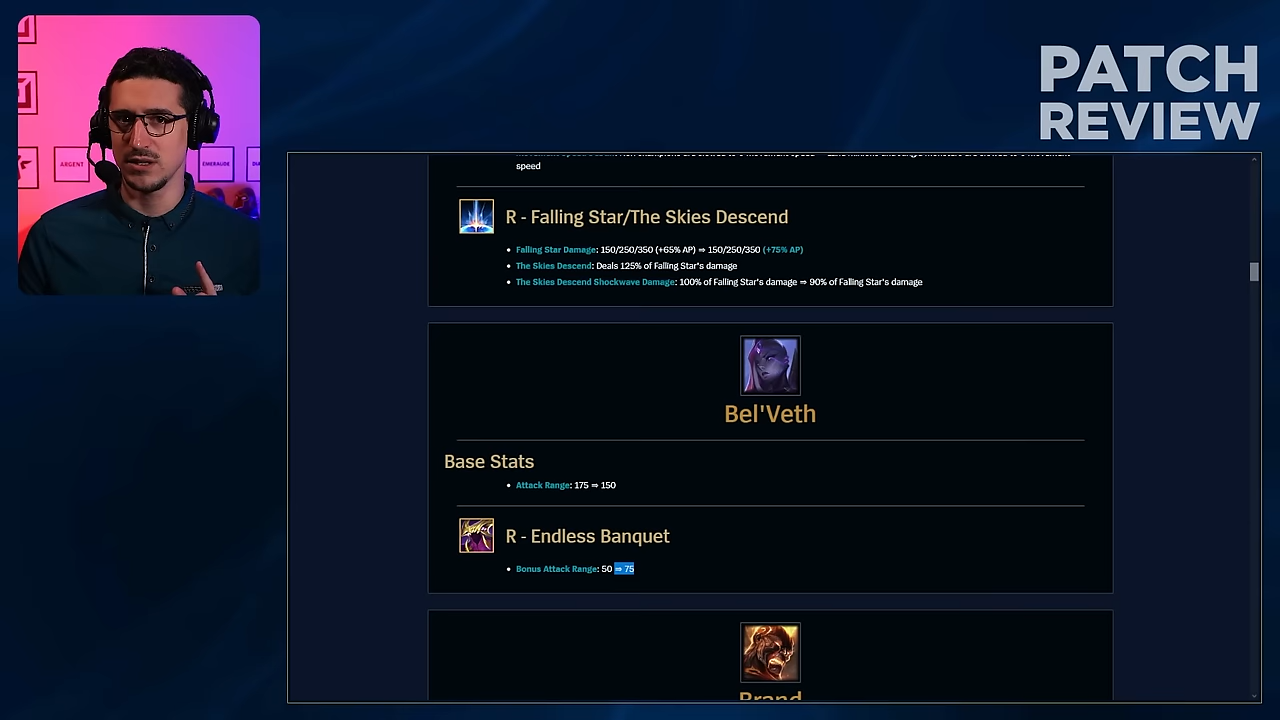 PATCH
REVIEW
ARGENT
EMERAUDE
speed
R - Falling Star/The Skies Descend
• Falling Star Damage: 150/250/350 (+65% AP) ⇒ 150/250/350 (+75% AP)
• The Skies Descend: Deals 125% of Falling Star's damage
• The Skies Descend Shockwave Damage: 100% of Falling Star's damage ⇒ 90% of Falling Star's damage
Bel'Veth
Base Stats
• Attack Range: 175 ⇒ 150
R - Endless Banquet
• Bonus Attack Range: 50 ⇒ 75
Brand